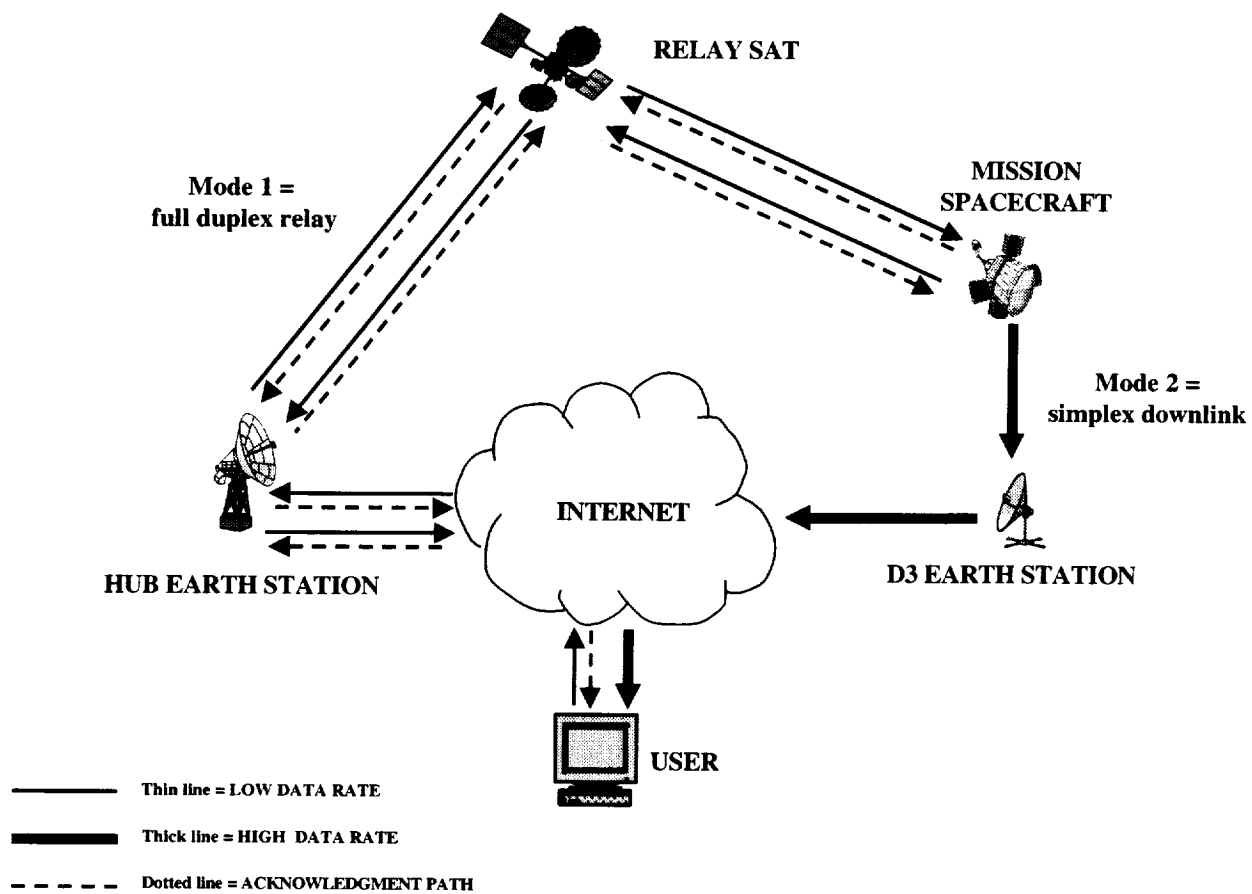 RELAY SAT
Mode 1 =
full duplex relay
MISSION
SPACECRAFT
Mode 2 =
simplex downlink
INTERNET
HUB EARTH STATION
D3 EARTH STATION
USER
Thin line = LOW DATA RATE
Thick line = HIGH DATA RATE
Dotted line = ACKNOWLEDGMENT PATH